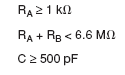 R_A ≥ 1 kΩ
R_A + R_B < 6.6 MΩ
C ≥ 500 pF